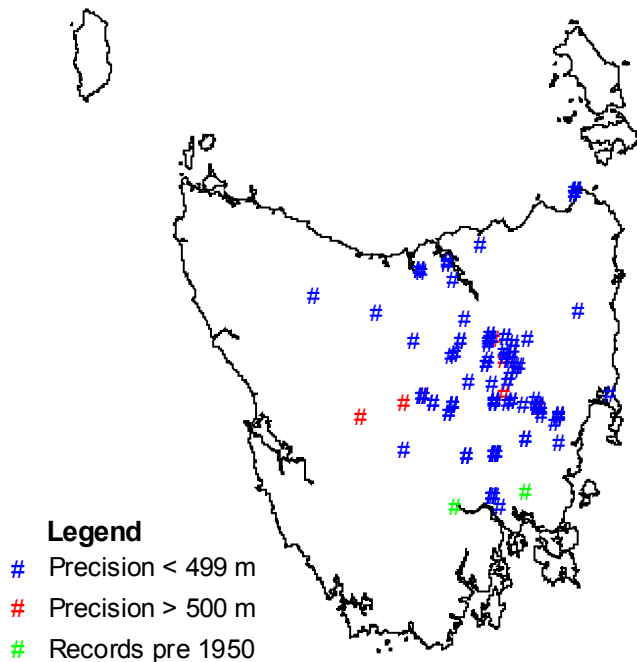 Legend
# Precision < 499 m
# Precision > 500 m
# Records pre 1950